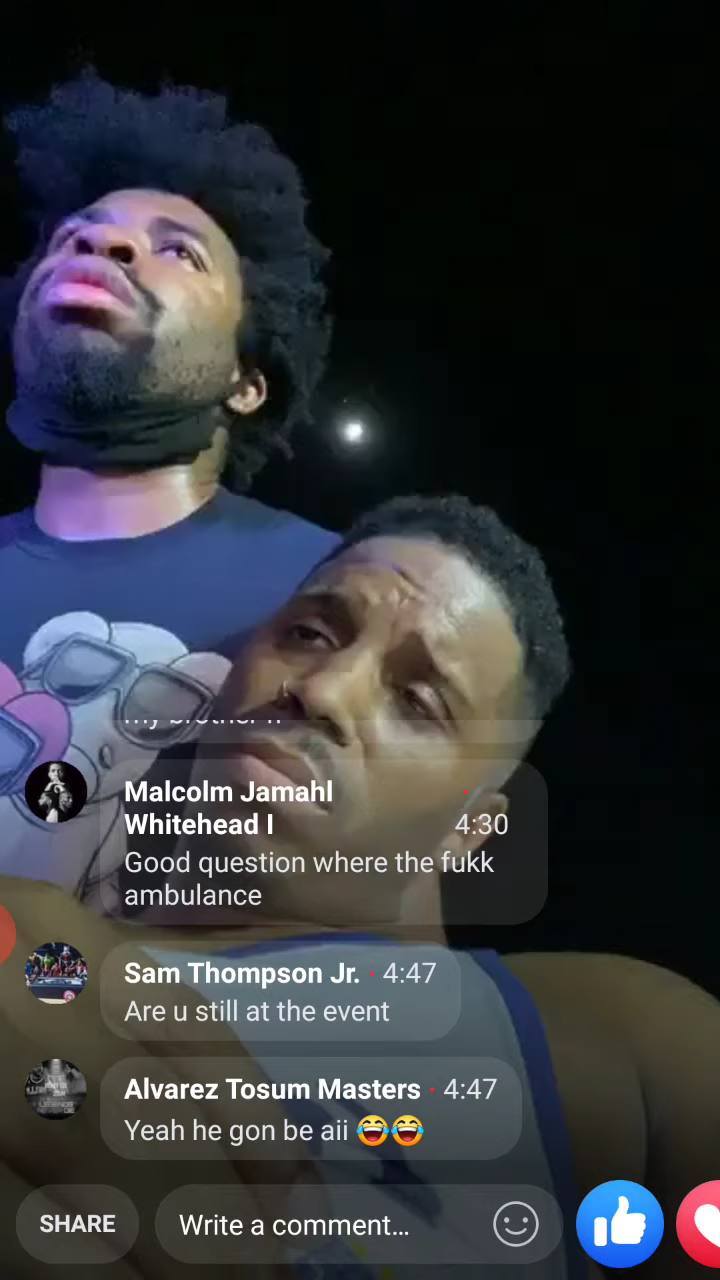 Malcolm Jamahl
Whitehead I · 4:30
Good question where the fukk
ambulance
Sam Thompson Jr. · 4:47
Are u still at the event
Alvarez Tosum Masters · 4:47
Yeah he gon be aii 😂😂
SHARE
Write a comment...